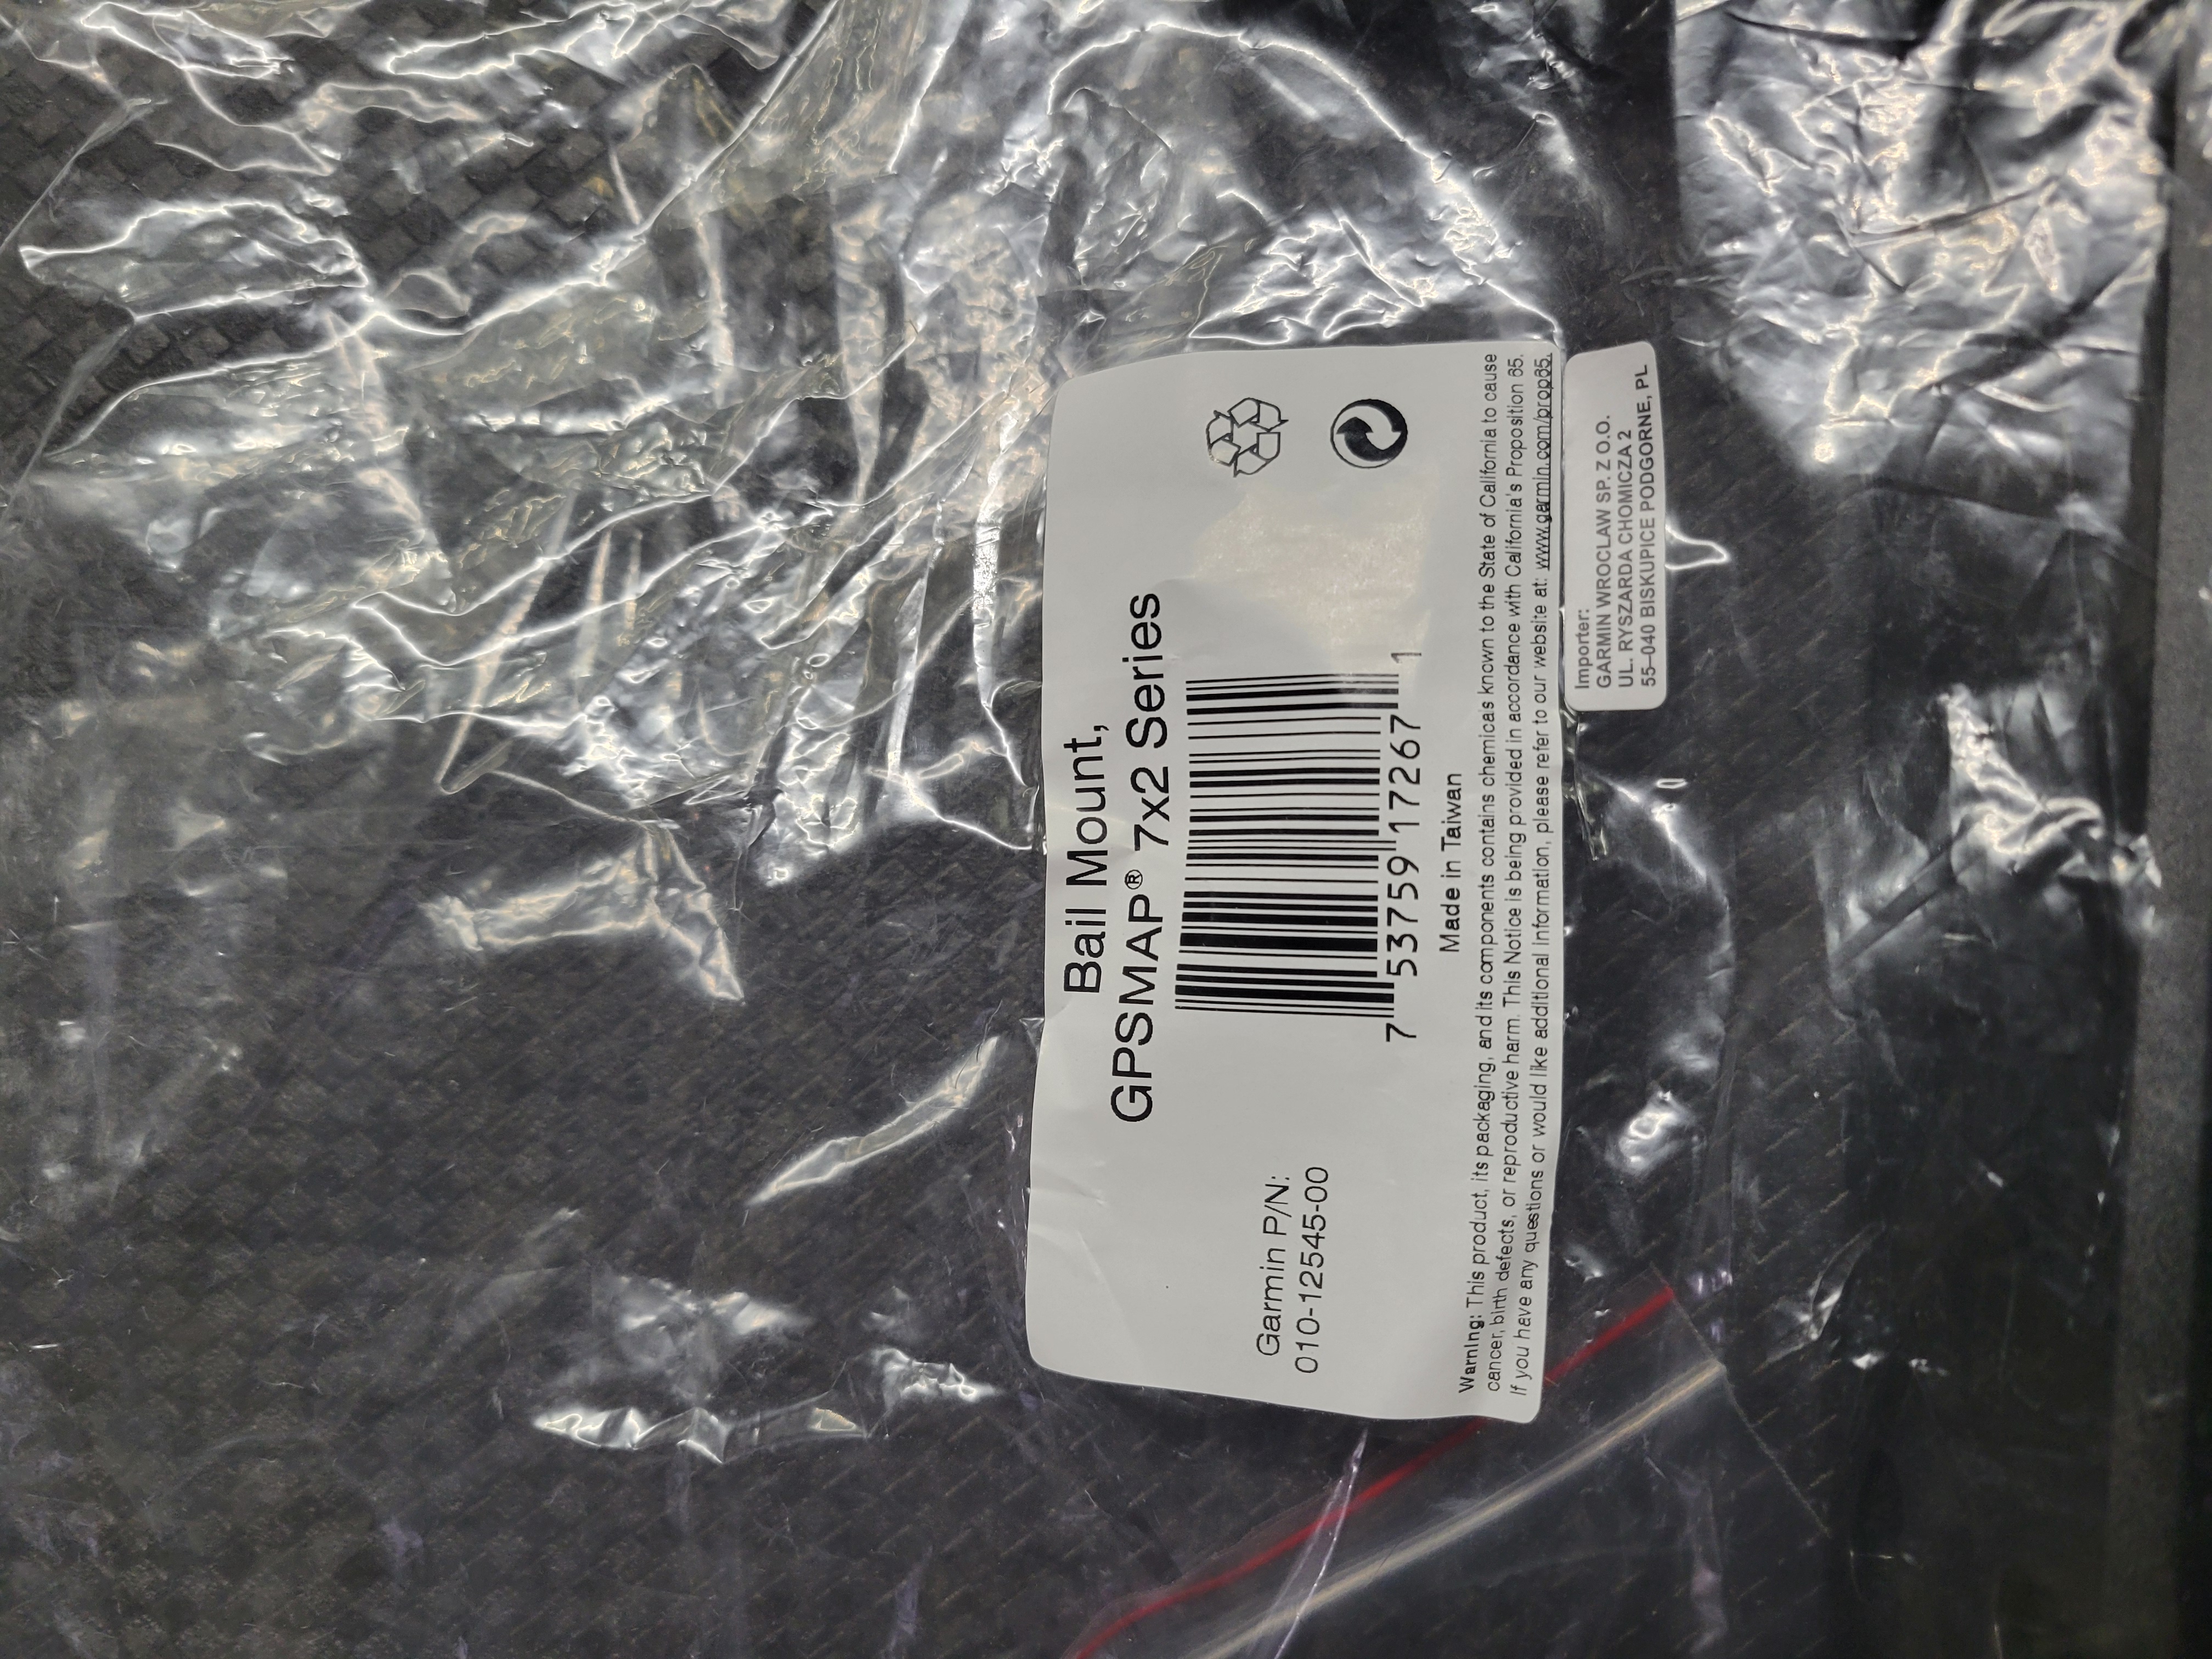 Bail Mount,
GPSMAP® 7x2 Series
Garmin P/N:
010-12545-00
7 53759 17267 1
Made in Taiwan
Warning: This product, its packaging, and its components contains chemicals known to the State of California to cause
cancer, birth defects, or reproductive harm. This Notice is being provided in accordance with California's Proposition 65.
If you have any questions or would like additional information, please refer to our website at: www.garmin.com/prop65.
Importer:
GARMIN WROCLAW SP. Z O.O.
UL. RYSZARDA CHOMICZA 2
55-040 BISKUPICE PODGORNE, PL